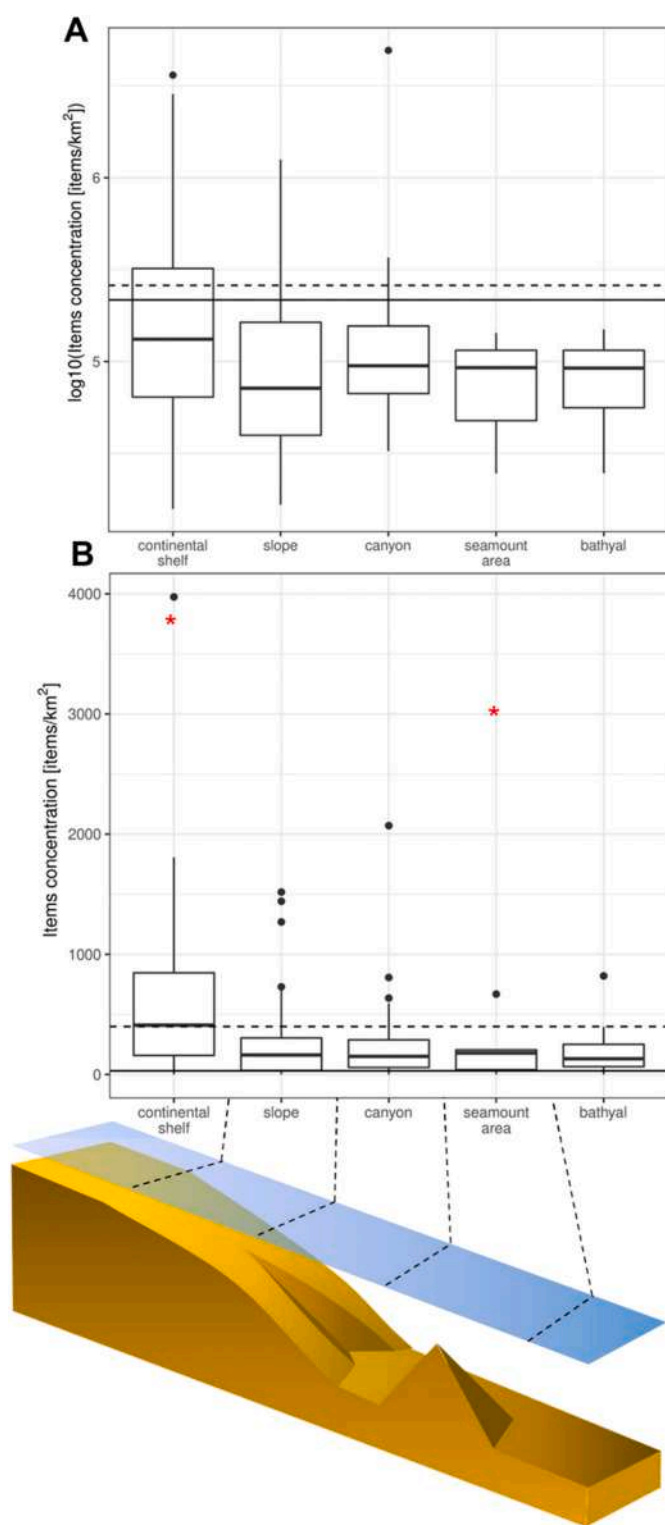 A
log10(Items concentration [items/km²])
6
5
continental
shelf
slope
canyon
seamount
area
bathyal
B
Items concentration [items/km²]
4000
3000
2000
1000
0
*
*
continental
shelf
slope
canyon
seamount
area
bathyal